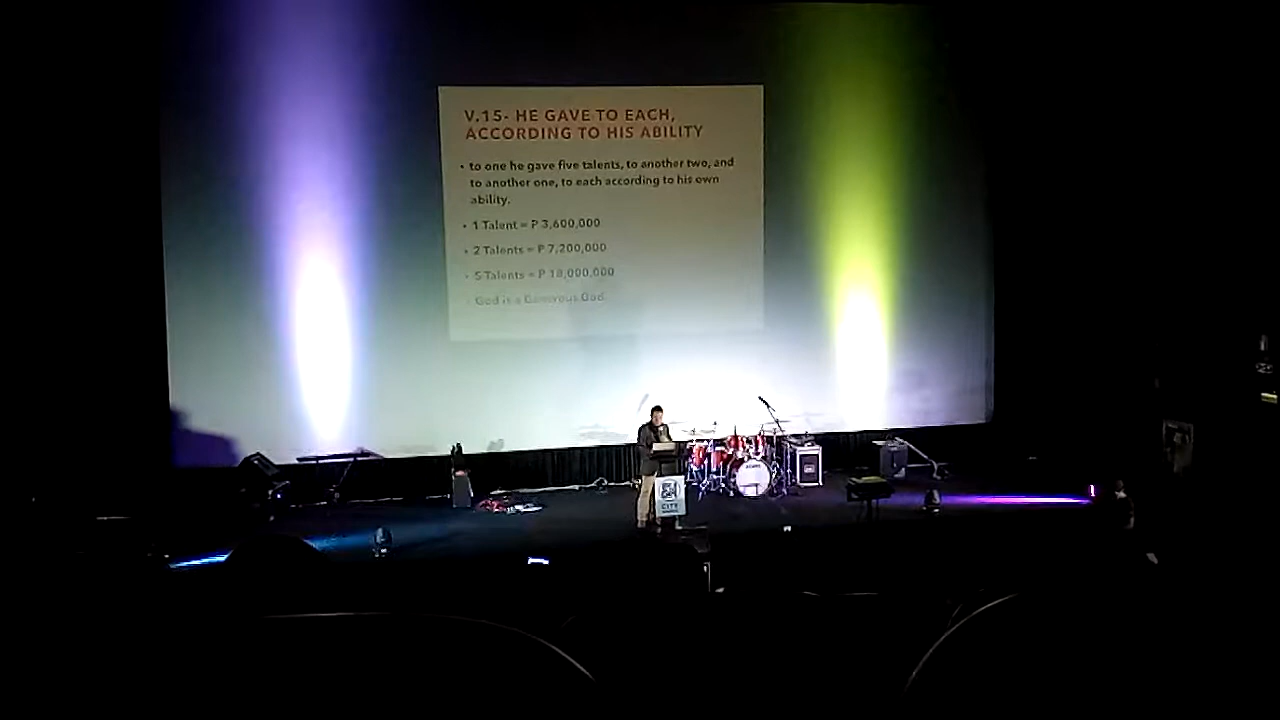 V.15- HE GAVE TO EACH,
ACCORDING TO HIS ABILITY
• to one he gave five talents, to another two, and
to another one, to each according to his own
ability.
• 1 Talent = P 3,600,000
• 2 Talents = P 7,200,000
• 5 Talents = P 18,000,000
• God is a Generous God
CITY